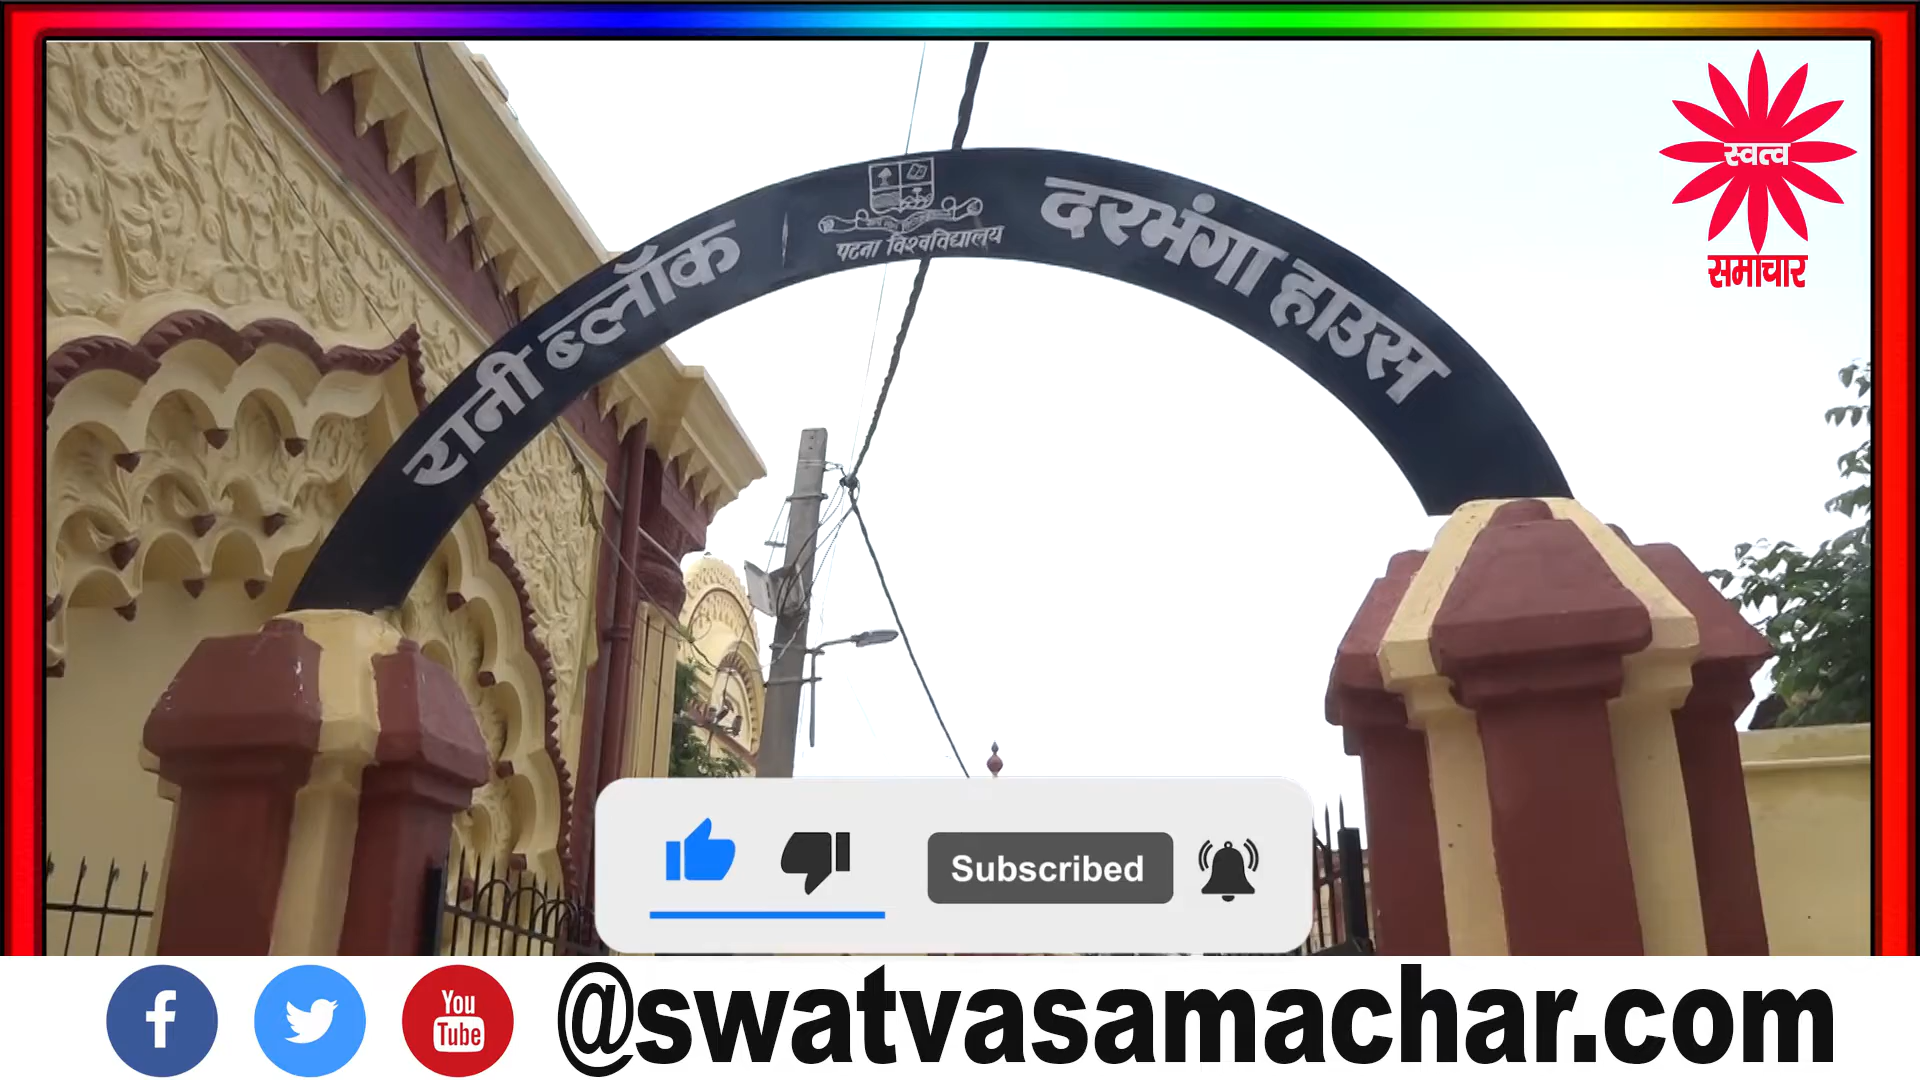 स्वत्व
समाचार
रानी ब्लॉक
पटना विश्वविद्यालय
दरभंगा हाउस
Subscribed
You
Tube
@swatvasamachar.com